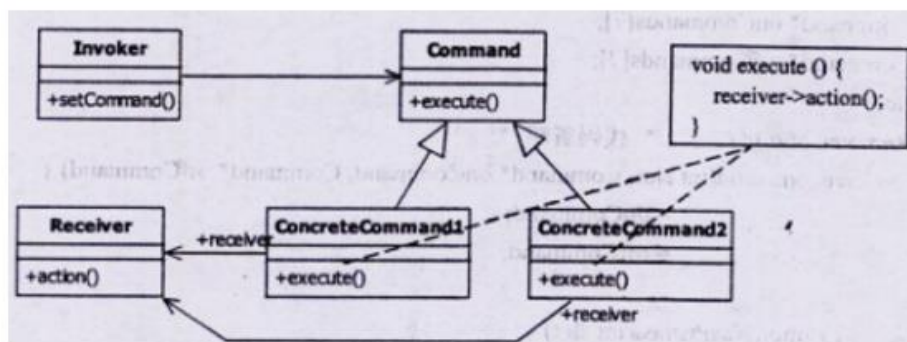 Invoker
+setCommand()
Command
+execute()
void execute () {
receiver->action();
}
Receiver
+action()
+receiver
ConcreteCommand1
+execute()
ConcreteCommand2
+execute()
+receiver